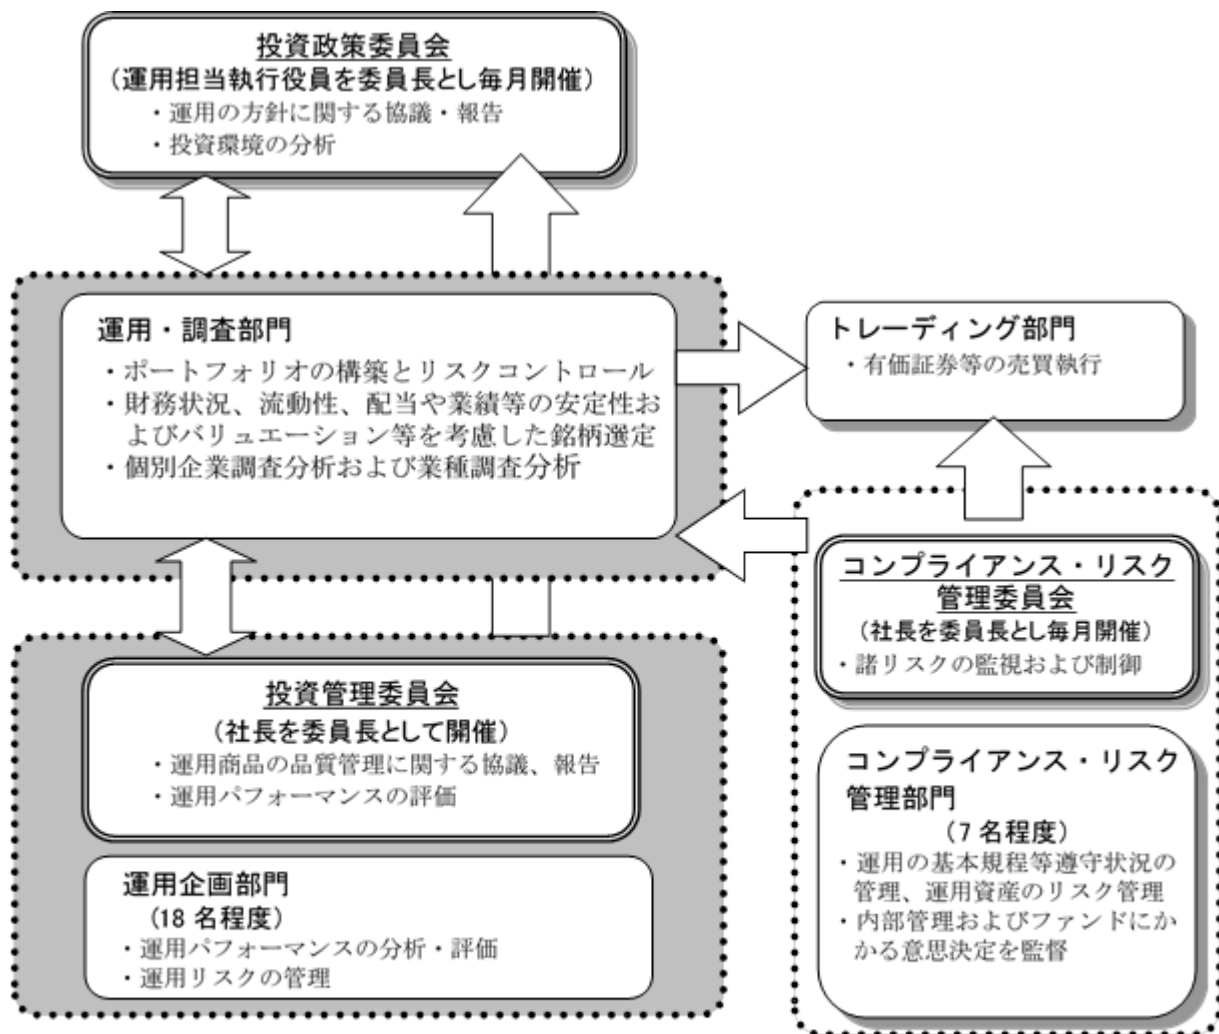 投資政策委員会
(運用担当執行役員を委員長とし毎月開催)
・運用の方針に関する協議・報告
・投資環境の分析
運用・調査部門
・ポートフォリオの構築とリスクコントロール
・財務状況、流動性、配当や業績等の安定性お
よびバリュエーション等を考慮した銘柄選定
・個別企業調査分析および業種調査分析
トレーディング部門
・有価証券等の売買執行
コンプライアンス・リスク
管理委員会
(社長を委員長とし毎月開催)
・諸リスクの監視および制御
投資管理委員会
(社長を委員長として開催)
・運用商品の品質管理に関する協議、報告
・運用パフォーマンスの評価
コンプライアンス・リスク
管理部門
(7 名程度)
・運用の基本規程等遵守状況の
管理、運用資産のリスク管理
・内部管理およびファンドにか
かる意思決定を監督
運用企画部門
(18 名程度)
・運用パフォーマンスの分析・評価
・運用リスクの管理